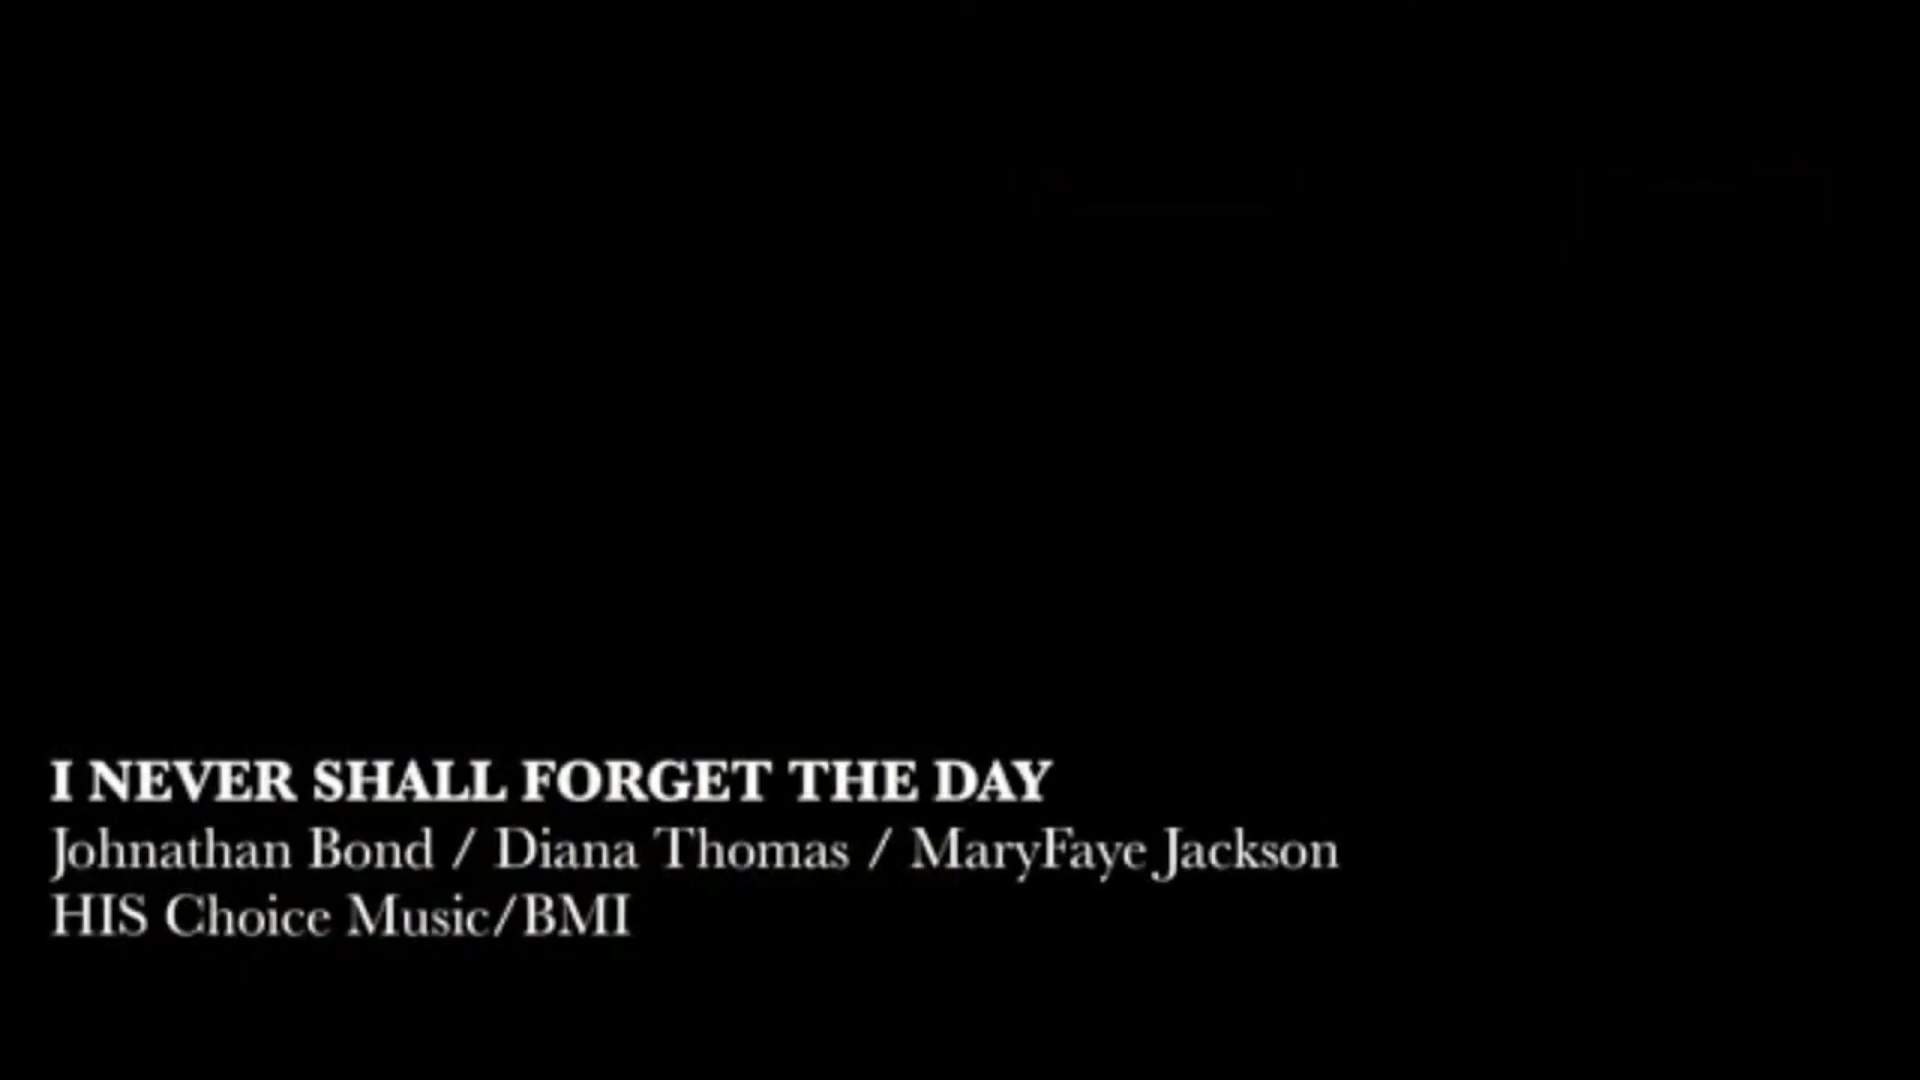 I NEVER SHALL FORGET THE DAY
Johnathan Bond / Diana Thomas / MaryFaye Jackson
HIS Choice Music/BMI